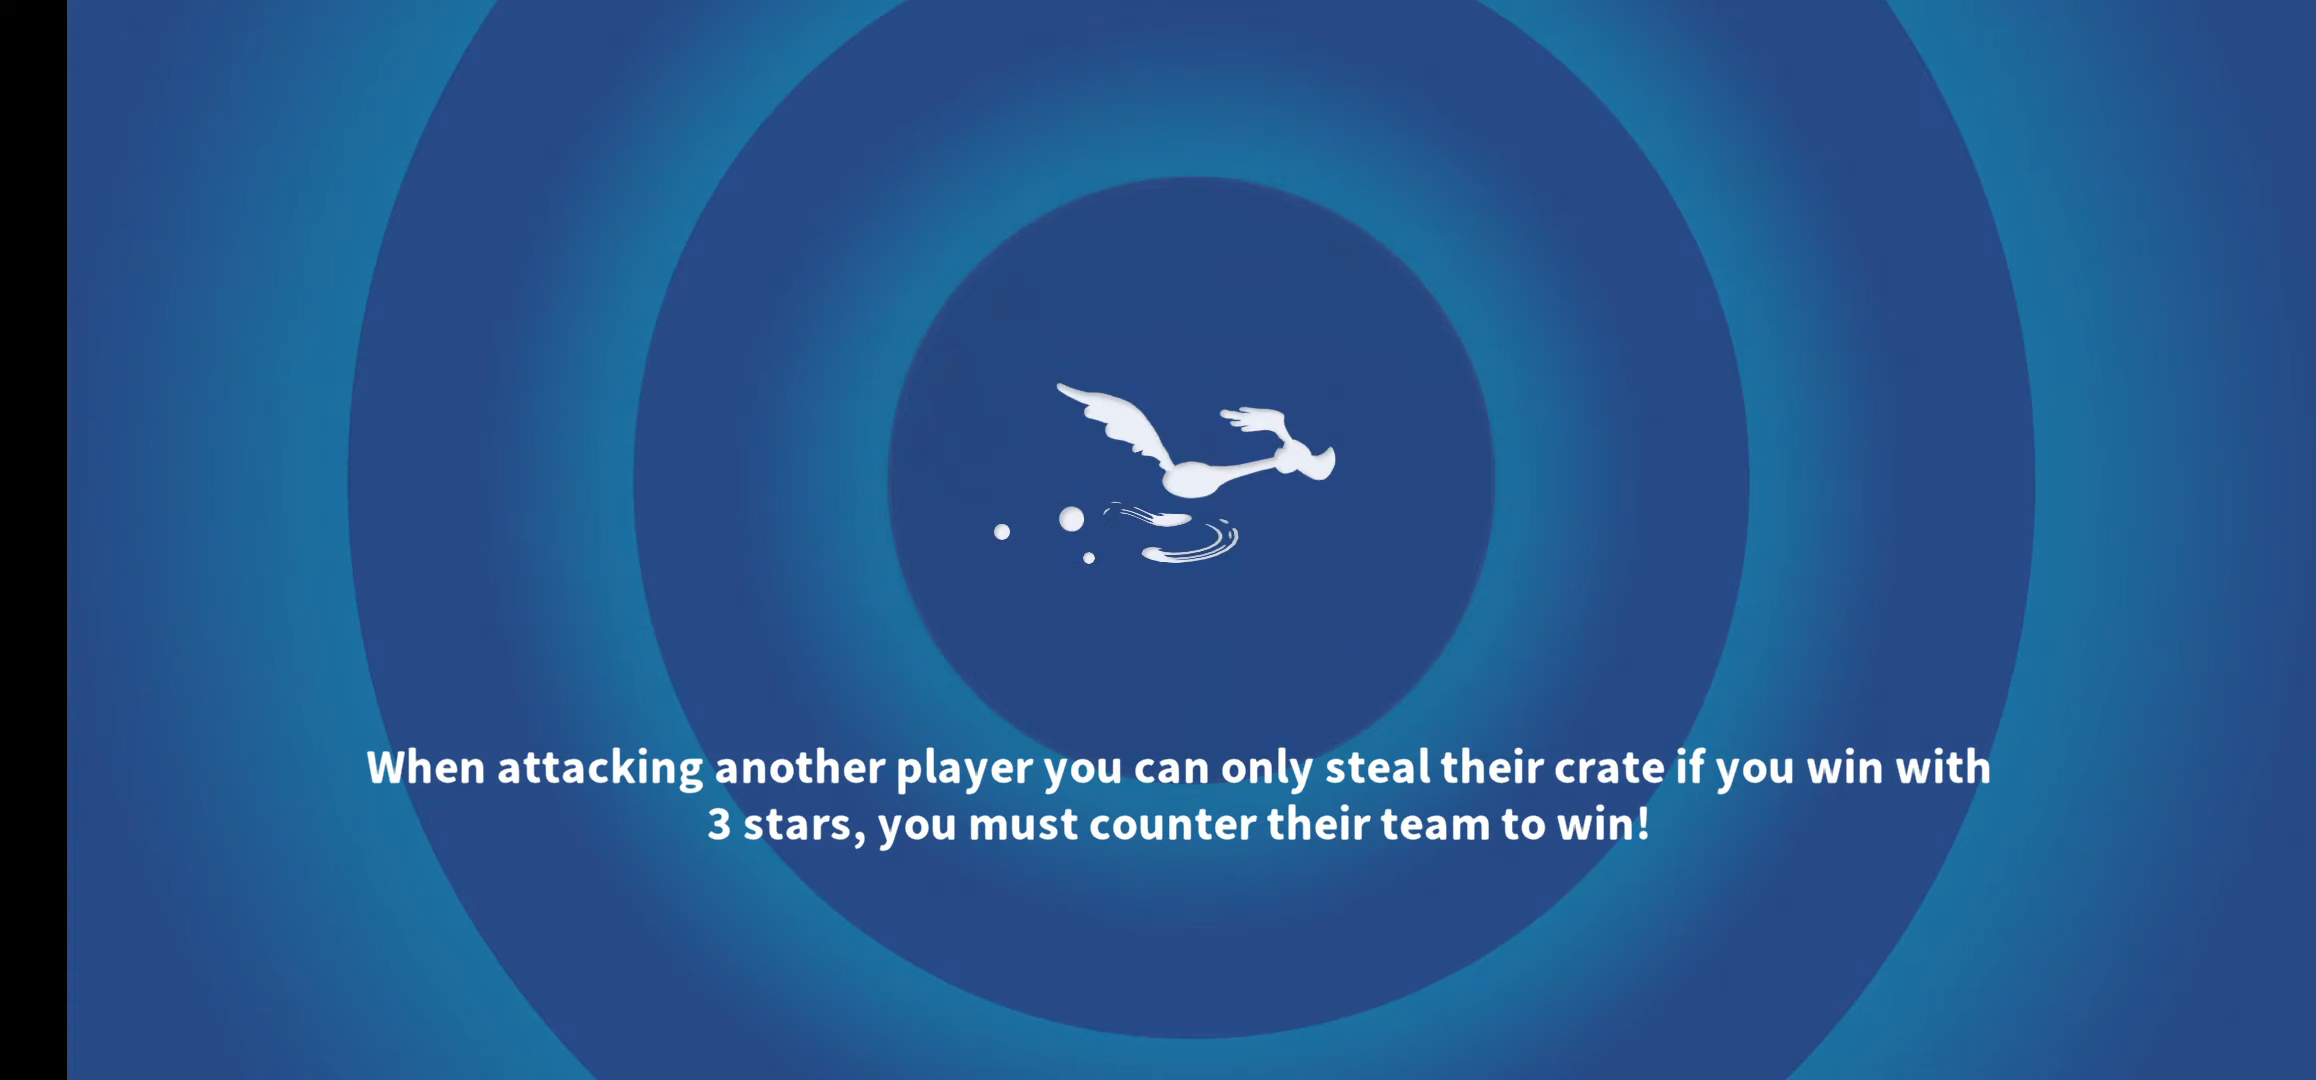 When attacking another player you can only steal their crate if you win with
3 stars, you must counter their team to win!